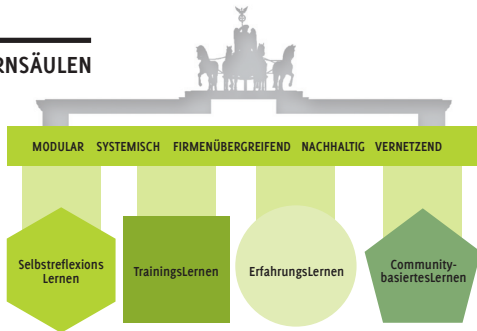 RNSÄULEN
MODULAR SYSTEMISCH FIRMENÜBERGREIFEND NACHHALTIG VERNETZEND
Selbstreflexions
Lernen
TrainingsLernen
ErfahrungsLernen
Community-
basiertesLernen